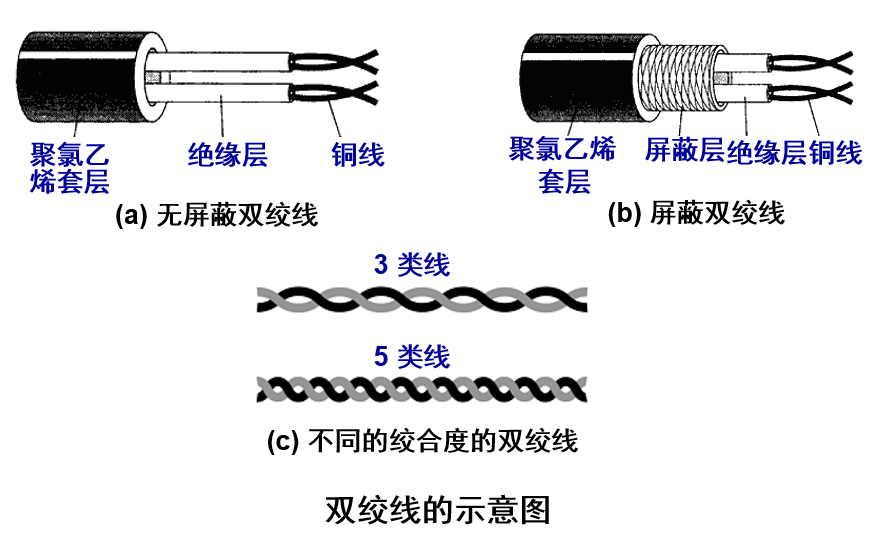 聚氯乙
烯套层
绝缘层
铜线
(a) 无屏蔽双绞线
聚氯乙烯
套层
屏蔽层
绝缘层
铜线
(b) 屏蔽双绞线
3 类线
5 类线
(c) 不同的绞合度的双绞线
双绞线的示意图